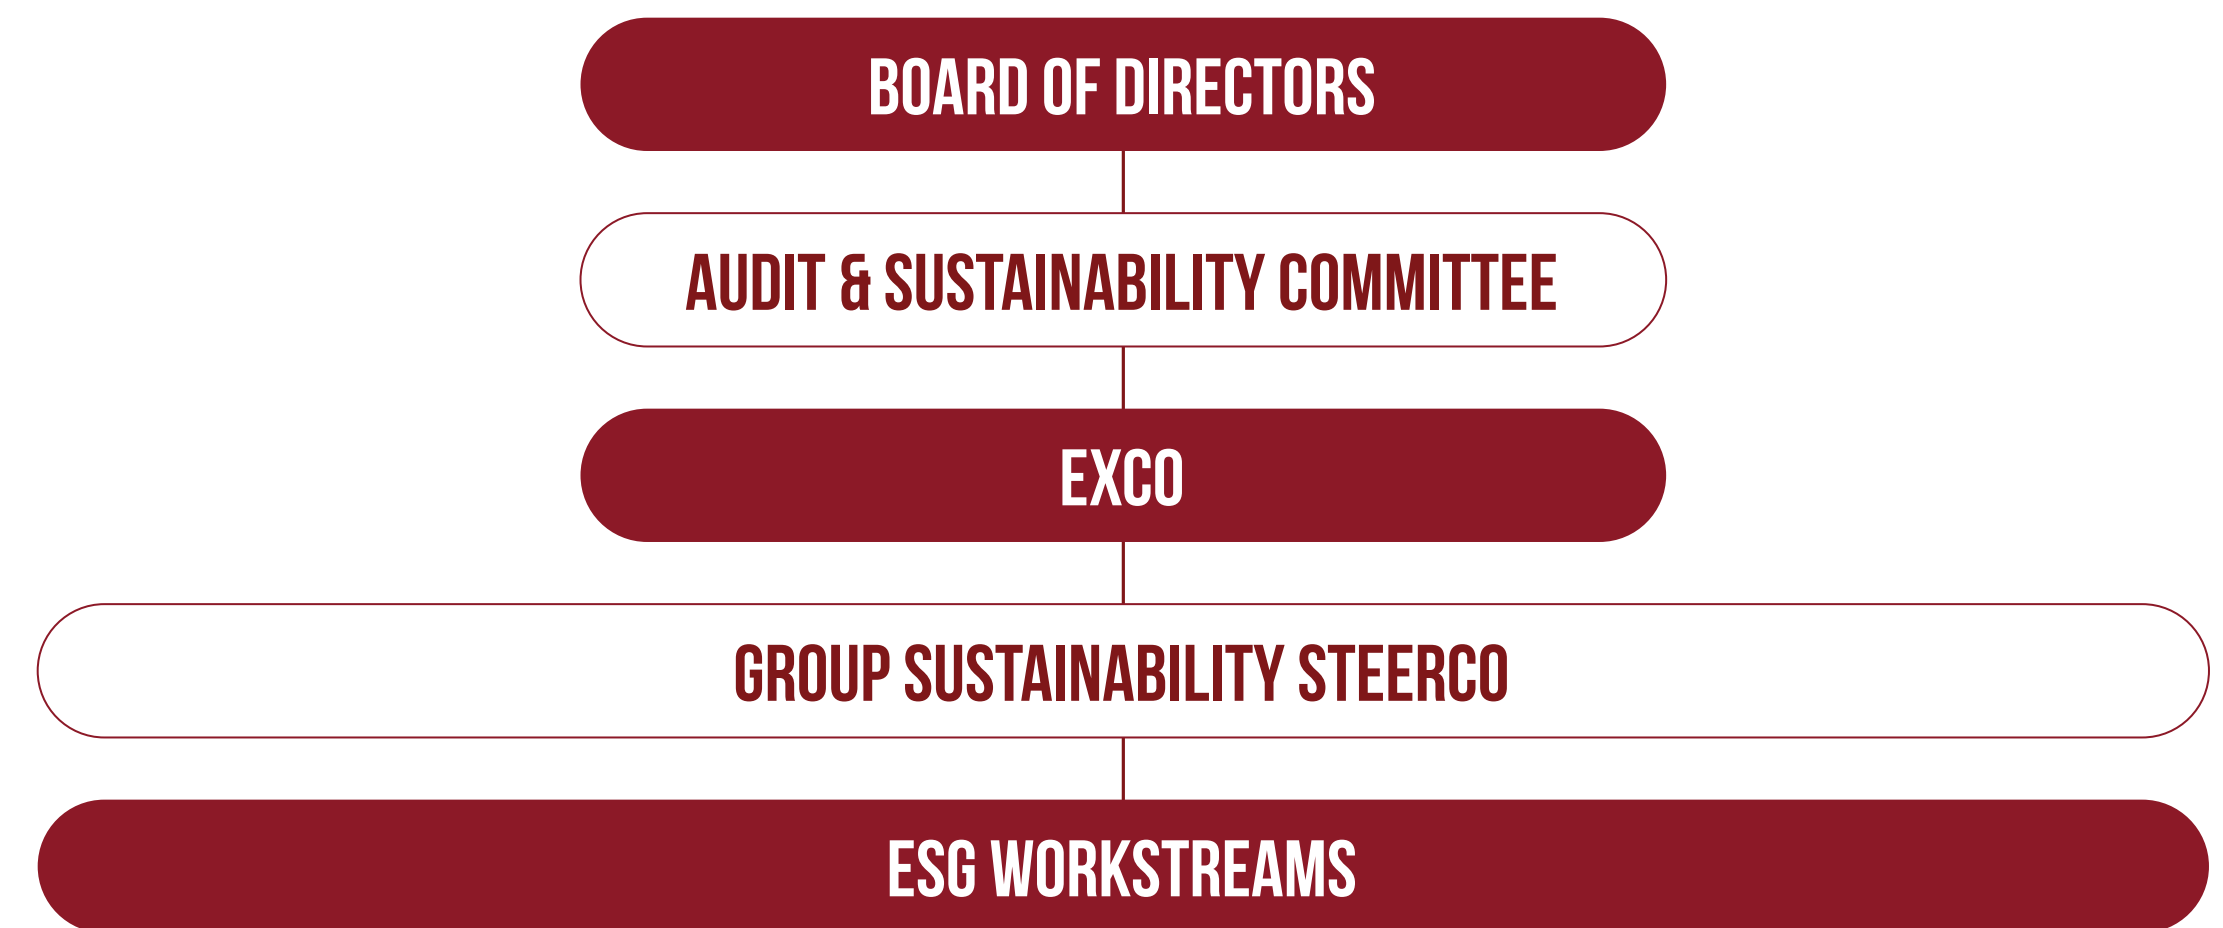 BOARD OF DIRECTORS
AUDIT & SUSTAINABILITY COMMITTEE
EXCO
GROUP SUSTAINABILITY STEERCO
ESG WORKSTREAMS